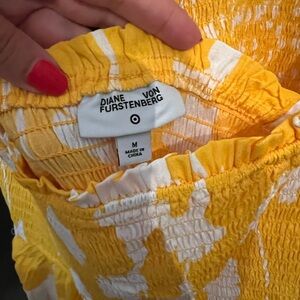 DIANE VON
FURSTENBERG
M
MADE IN
CHINA